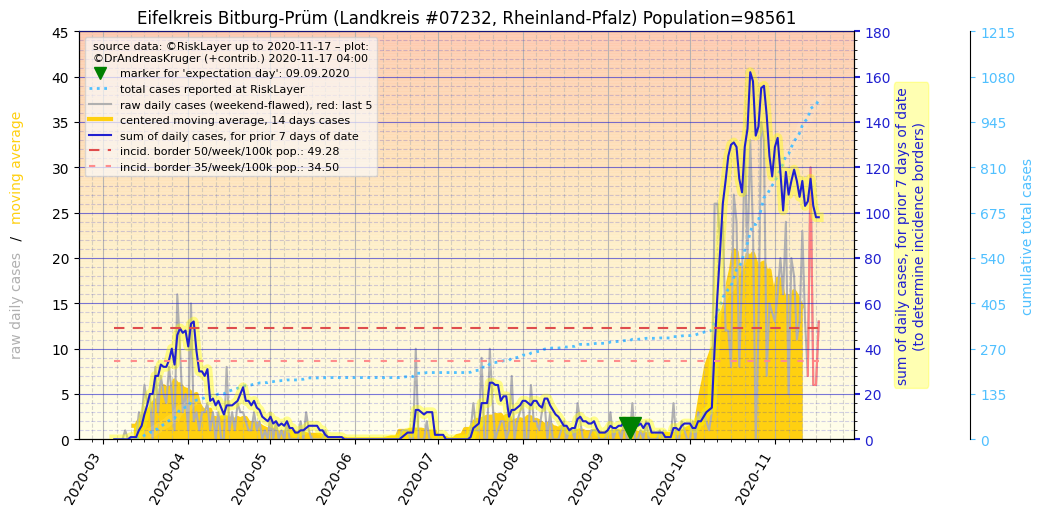 Eifelkreis Bitburg-Prüm (Landkreis #07232, Rheinland-Pfalz) Population=98561
source data: ©RiskLayer up to 2020-11-17 – plot:
©DrAndreasKruger (+contrib.) 2020-11-17 04:00
marker for 'expectation day': 09.09.2020
total cases reported at RiskLayer
raw daily cases (weekend-flawed), red: last 5
centered moving average, 14 days cases
sum of daily cases, for prior 7 days of date
incid. border 50/week/100k pop.: 49.28
incid. border 35/week/100k pop.: 34.50
raw daily cases / moving average
45
40
35
30
25
20
15
10
5
0
2020-03
2020-04
2020-05
2020-06
2020-07
2020-08
2020-09
2020-10
2020-11
180
160
140
120
100
80
60
40
20
0
sum of daily cases, for prior 7 days of date
(to determine incidence borders)
1215
1080
945
810
675
540
405
270
135
0
cumulative total cases